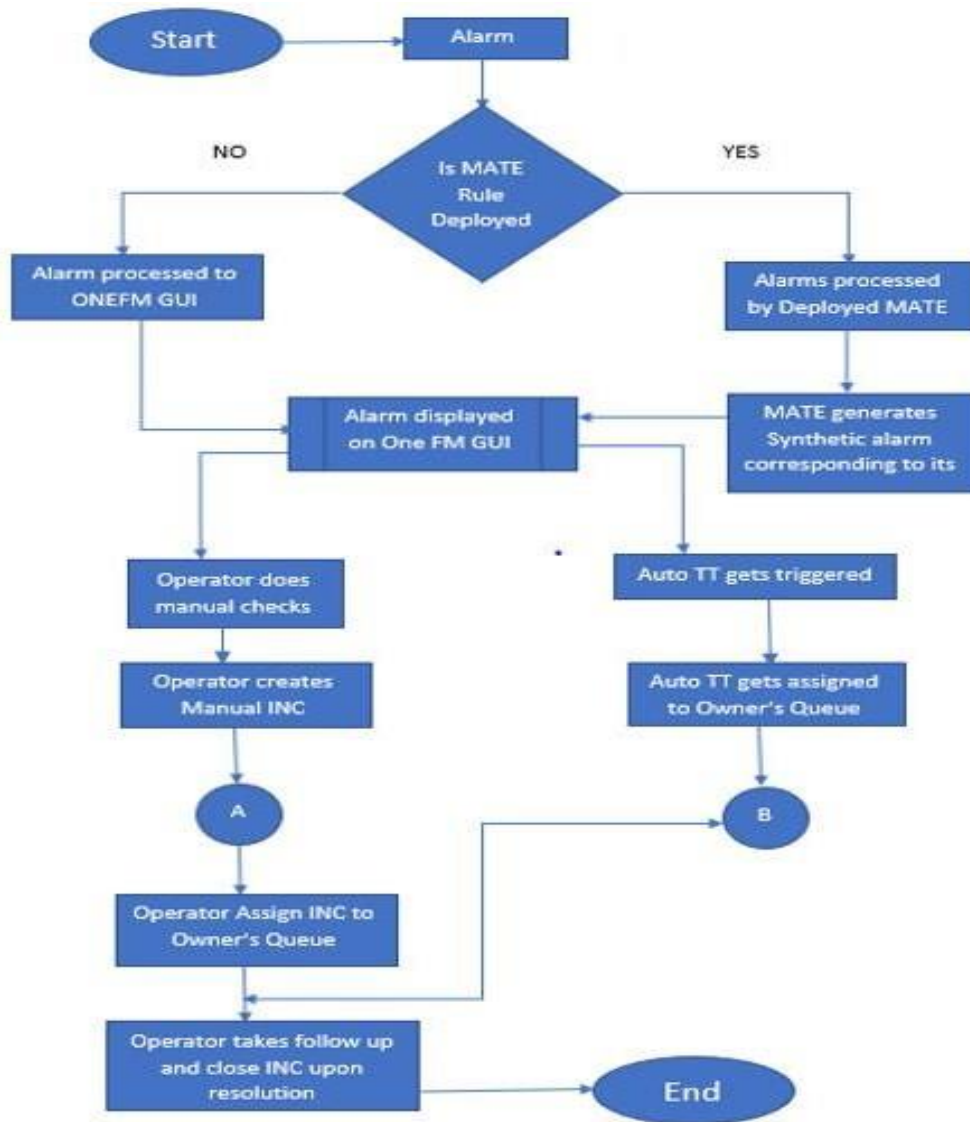 Start
Alarm
NO
YES
Is MATE
Rule
Deployed
Alarm processed to
ONEFM GUI
Alarms processed
by Deployed MATE
Alarm displayed
on One FM GUI
MATE generates
Synthetic alarm
corresponding to its
Operator does
manual checks
Auto TT gets triggered
Operator creates
Manual INC
Auto TT gets assigned
to Owner's Queue
A
B
Operator Assign INC to
Owner's Queue
Operator takes follow up
and close INC upon
resolution
End